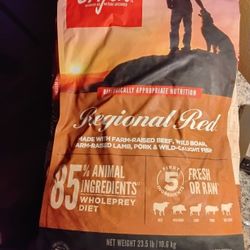 BIOLOGICALLY APPROPRIATE NUTRITION
Regional Red
MADE WITH FARM-RAISED BEEF, WILD BOAR,
FARM-RAISED LAMB, PORK & WILD-CAUGHT FISH
85% ANIMAL
INGREDIENTS
WHOLEPREY
DIET
FIRST
5
FRESH
OR RAW
NET WEIGHT 23.5 lb | 10.6 kg